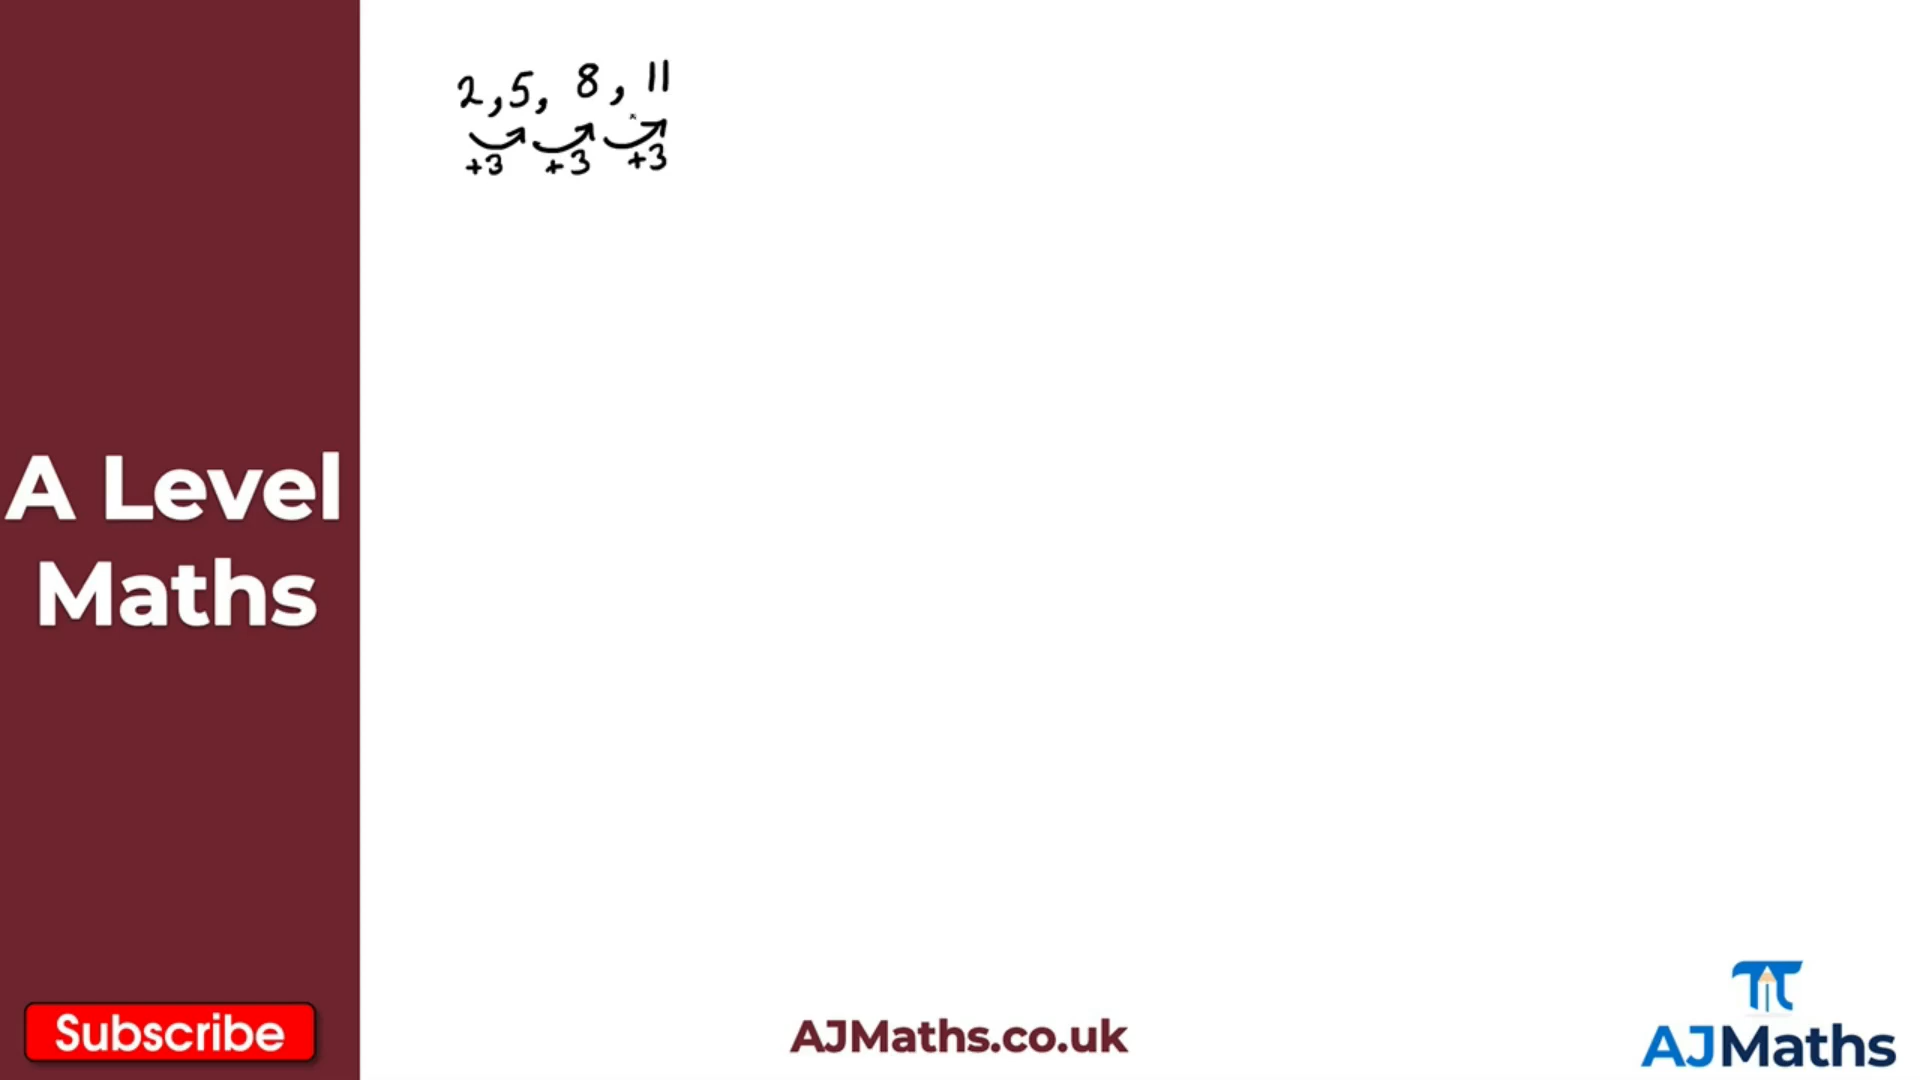 2, 5, 8, 11
+3 +3 +3
A Level
Maths
Subscribe
AJMaths.co.uk
AJMaths